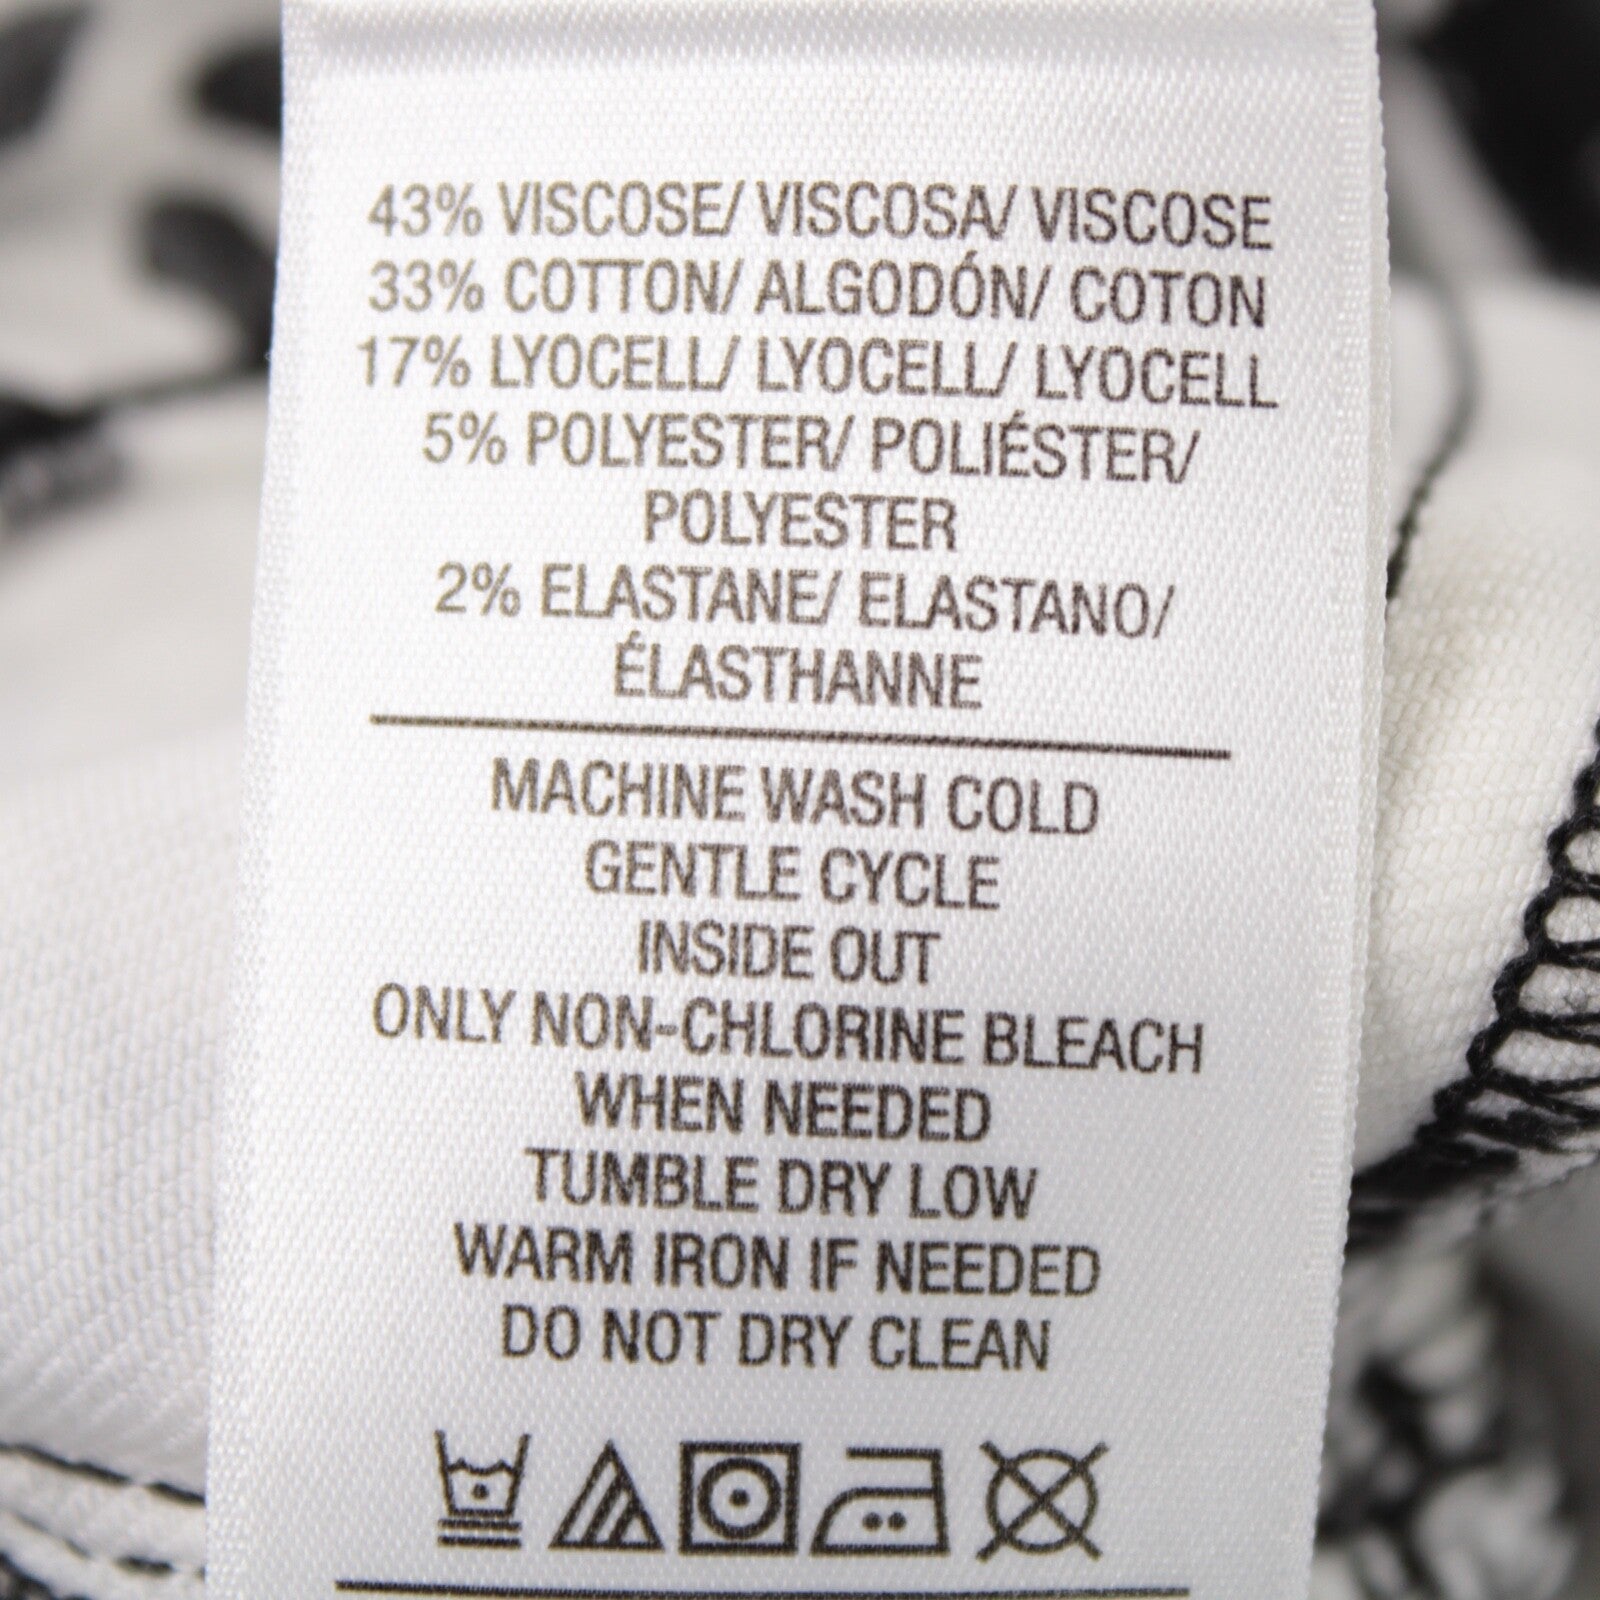 43% VISCOSE/ VISCOSA/ VISCOSE
33% COTTON/ ALGODÓN/ COTON
17% LYOCELL/ LYOCELL/ LYOCELL
5% POLYESTER/ POLIÉSTER/
POLYESTER
2% ELASTANE/ ELASTANO/
ÉLASTHANNE
MACHINE WASH COLD
GENTLE CYCLE
INSIDE OUT
ONLY NON-CHLORINE BLEACH
WHEN NEEDED
TUMBLE DRY LOW
WARM IRON IF NEEDED
DO NOT DRY CLEAN